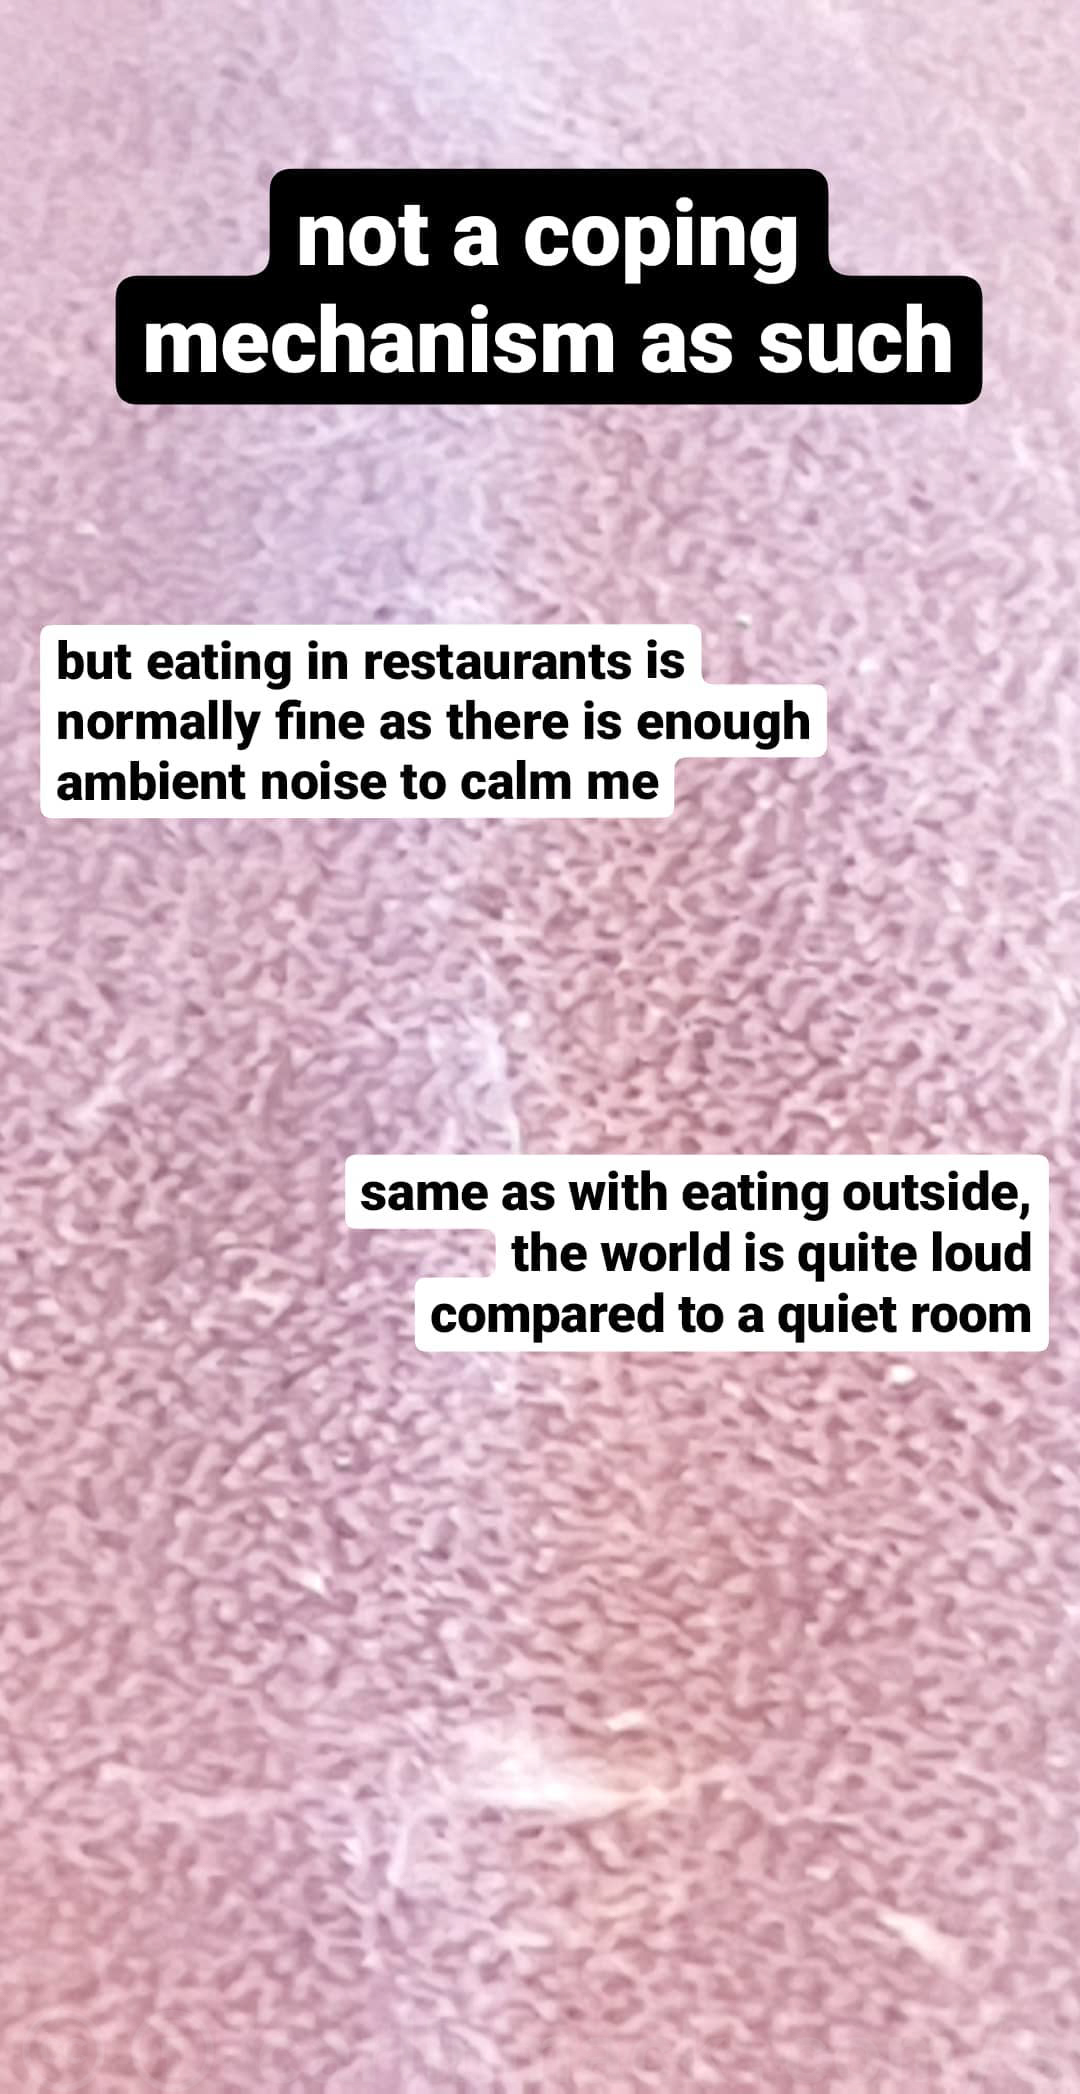 not a coping
mechanism as such
but eating in restaurants is
normally fine as there is enough
ambient noise to calm me
same as with eating outside,
the world is quite loud
compared to a quiet room